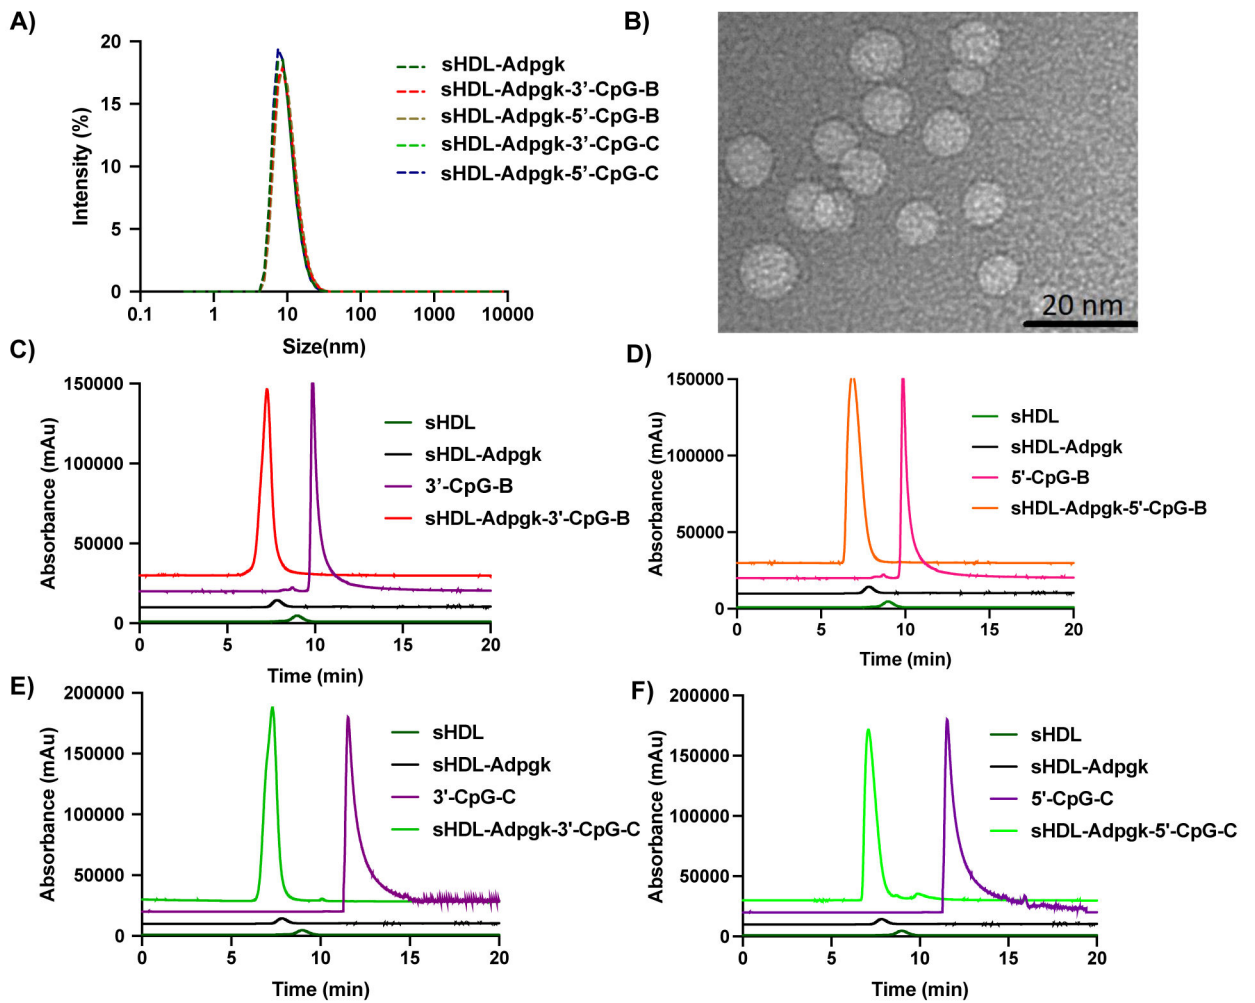 A)
20
15
10
5
0
Intensity (%)
0.1 1 10 100 1000 10000
Size(nm)
sHDL-Adpgk
sHDL-Adpgk-3’-CpG-B
sHDL-Adpgk-5’-CpG-B
sHDL-Adpgk-3’-CpG-C
sHDL-Adpgk-5’-CpG-C
B)
20 nm
C)
150000
100000
50000
0
Absorbance (mAu)
0 5 10 15 20
Time (min)
sHDL
sHDL-Adpgk
3’-CpG-B
sHDL-Adpgk-3'-CpG-B
D)
150000
100000
50000
0
Absorbance (mAu)
0 5 10 15 20
Time (min)
sHDL
sHDL-Adpgk
5'-CpG-B
sHDL-Adpgk-5'-CpG-B
E)
200000
150000
100000
50000
0
Absorbance (mAu)
0 5 10 15 20
Time (min)
sHDL
sHDL-Adpgk
3'-CpG-C
sHDL-Adpgk-3'-CpG-C
F)
200000
150000
100000
50000
0
Absorbance (mAu)
0 5 10 15 20
Time (min)
sHDL
sHDL-Adpgk
5'-CpG-C
sHDL-Adpgk-5'-CpG-C